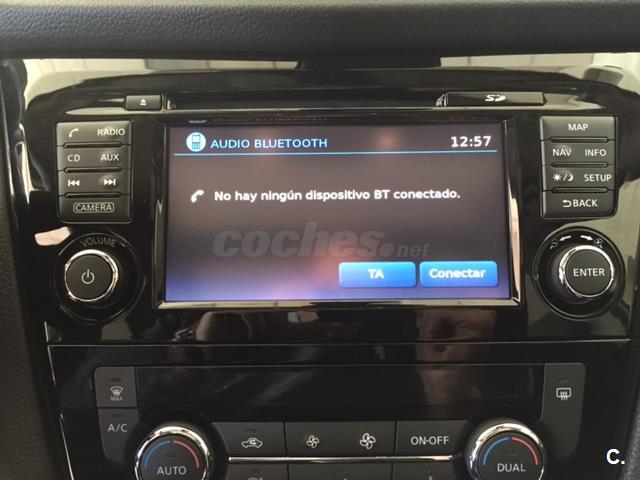 SD
RADIO
MAP
AUDIO BLUETOOTH 12:57
CD AUX
NAV INFO
SETUP
No hay ningún dispositivo BT conectado.
CAMERA
BACK
coches.net
VOLUME
ENTER
TA Conectar
MAX
A/C
ON-OFF
AUTO
DUAL
C.